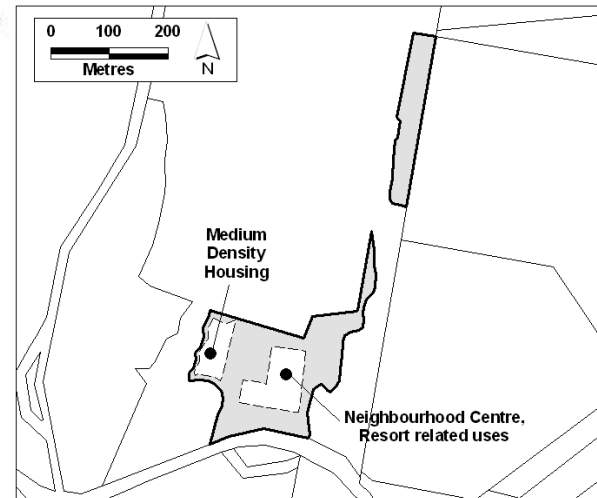 0 100 200
Metres
N
Medium
Density
Housing
Neighbourhood Centre,
Resort related uses